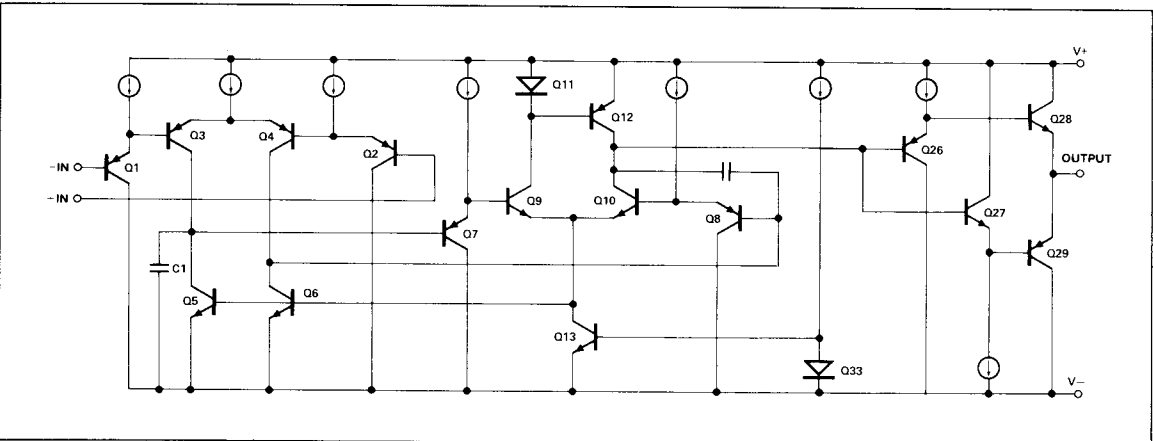 V+
Q11
Q3
Q4
Q12
Q28
Q2
Q26
-IN
Q1
OUTPUT
-IN
Q9
Q10
Q8
Q27
Q7
Q29
C1
Q5
Q6
Q13
Q33
V-